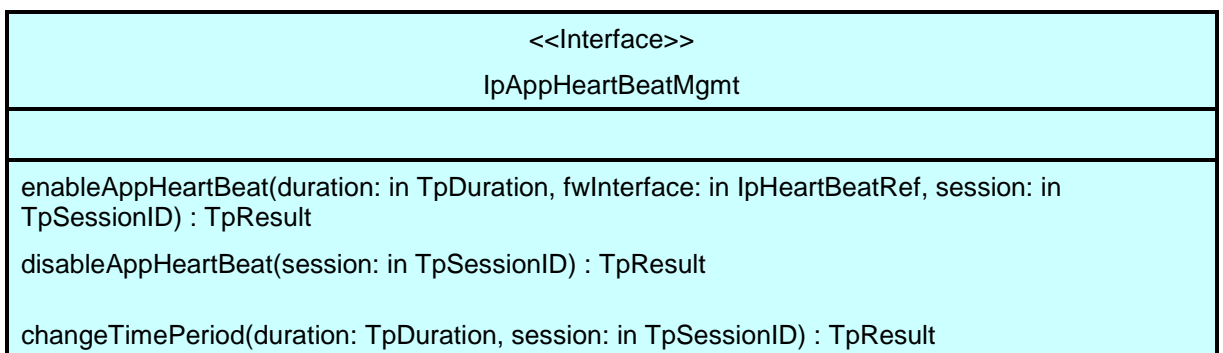 <<Interface>>
IpAppHeartBeatMgmt
enableAppHeartBeat(duration: in TpDuration, fwInterface: in IpHeartBeatRef, session: in
TpSessionID) : TpResult
disableAppHeartBeat(session: in TpSessionID) : TpResult
changeTimePeriod(duration: TpDuration, session: in TpSessionID) : TpResult